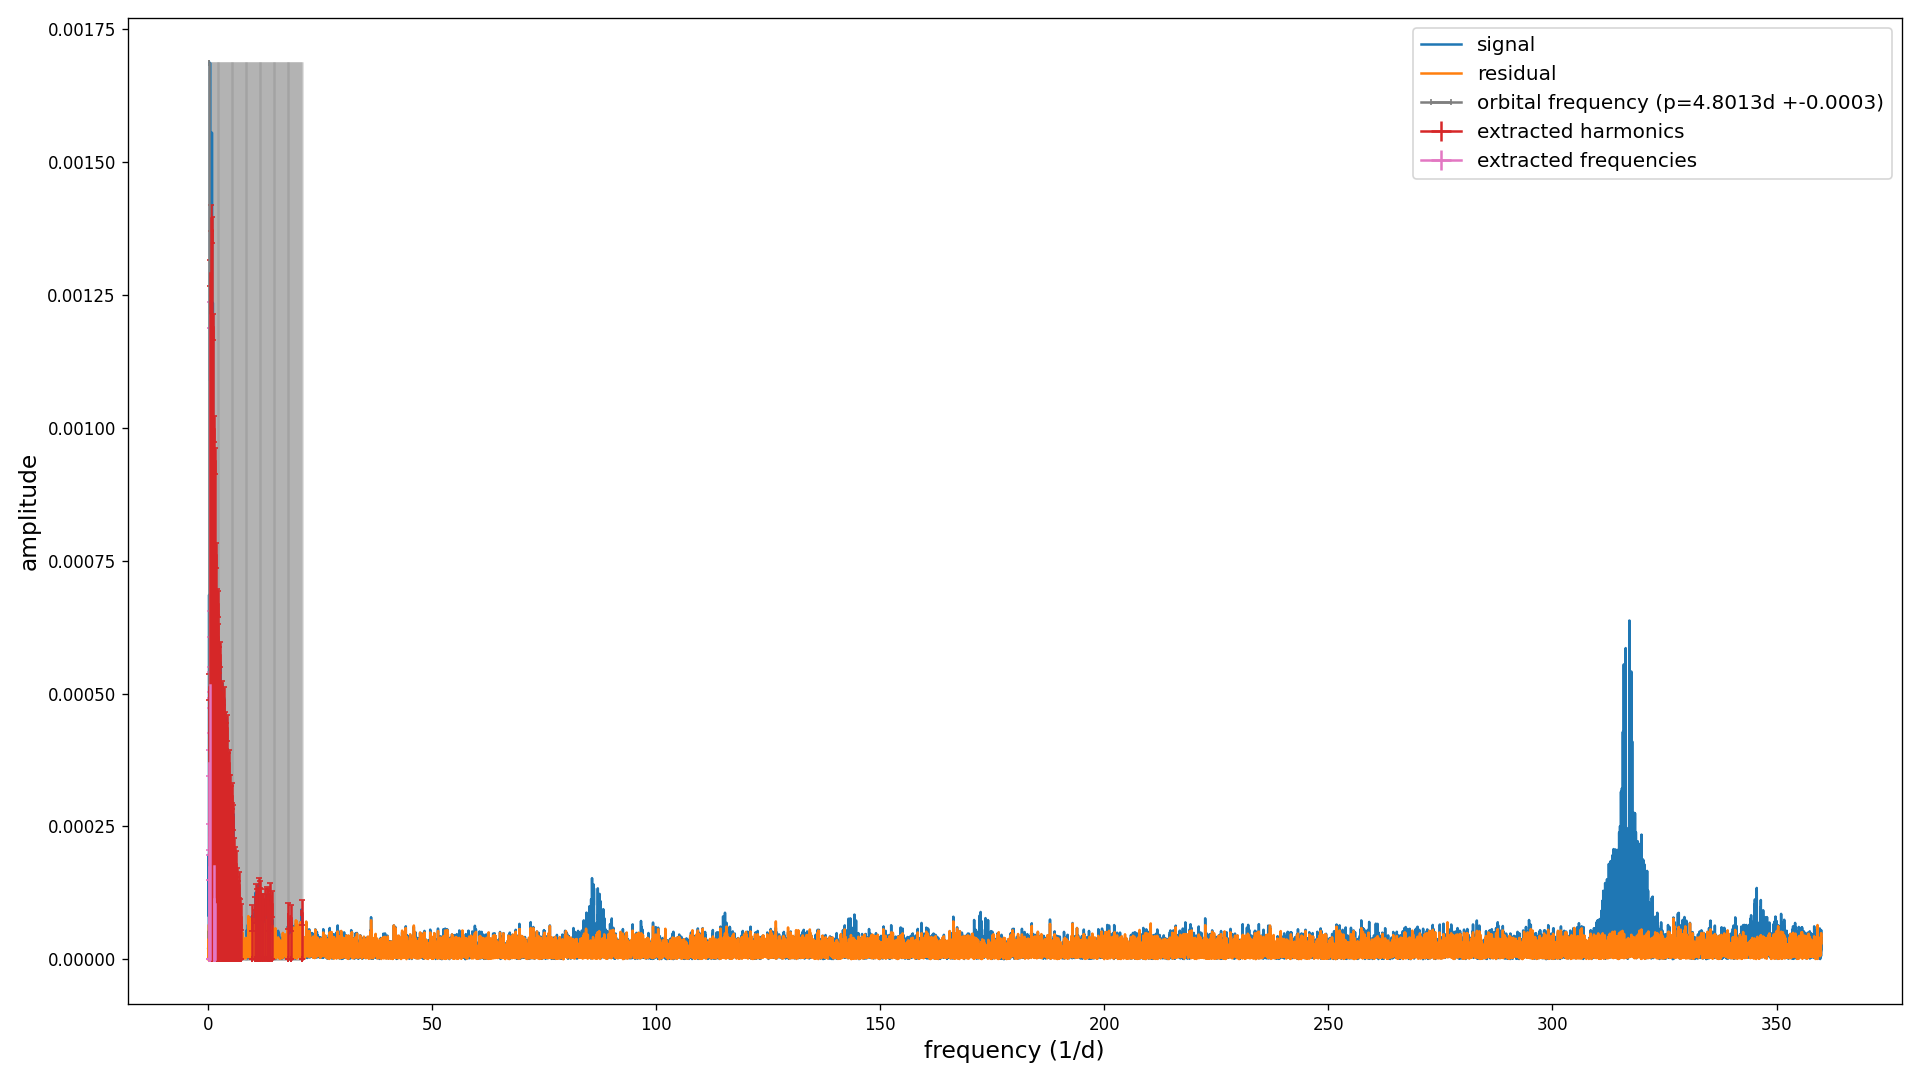 0.00175
0.00150
0.00125
0.00100
0.00075
0.00050
0.00025
0.00000
amplitude
signal
residual
orbital frequency (p=4.8013d +-0.0003)
extracted harmonics
extracted frequencies
0 50 100 150 200 250 300 350
frequency (1/d)